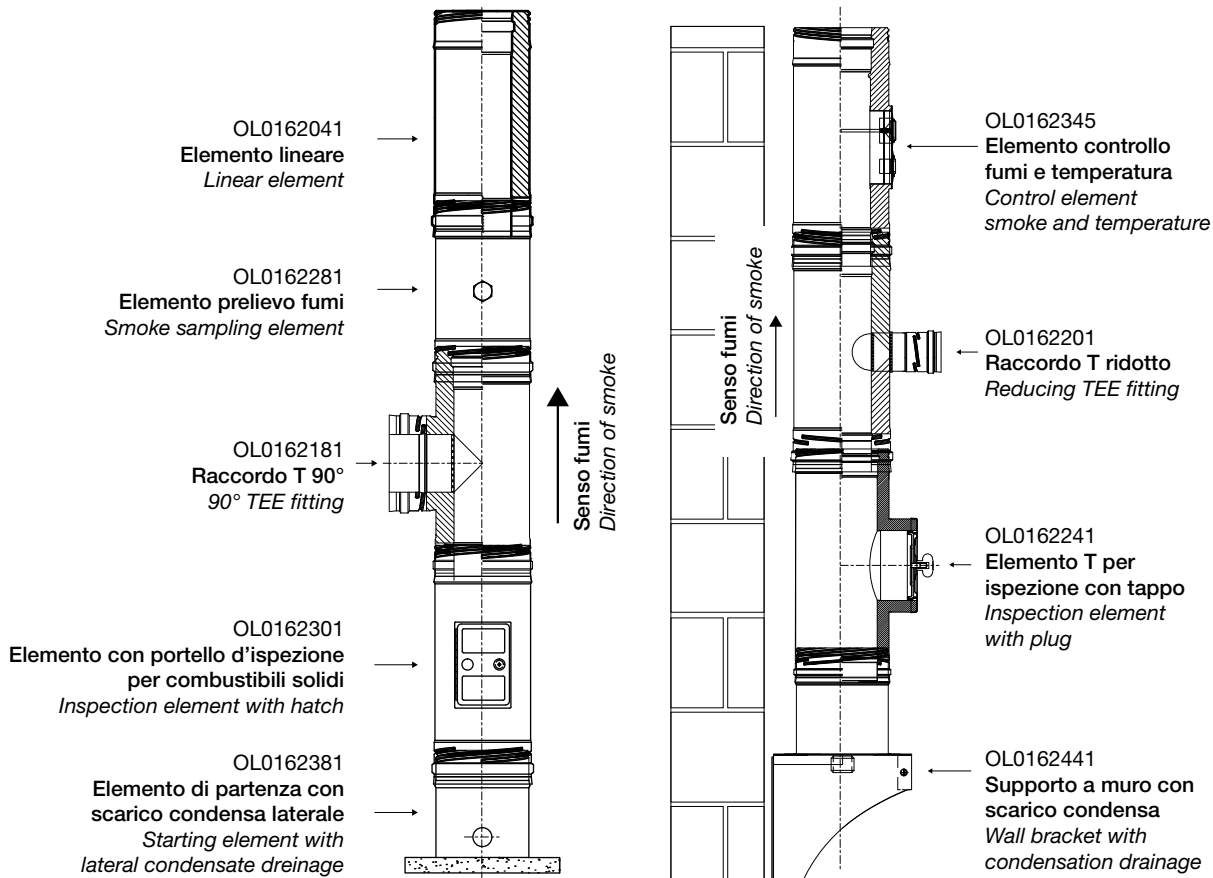 OL0162041
Elemento lineare
Linear element
OL0162281
Elemento prelievo fumi
Smoke sampling element
OL0162181
Raccordo T 90°
90° TEE fitting
OL0162301
Elemento con portello d'ispezione
per combustibili solidi
Inspection element with hatch
OL0162381
Elemento di partenza con
scarico condensa laterale
Starting element with
lateral condensate dreinage
Senso fumi
Direction of smoke
Senso fumi
Direction of smoke
OL0162345
Elemento controllo
fumi e temperatura
Control element
smoke and temperature
OL0162201
Raccordo T ridotto
Reducing TEE fitting
OL0162241
Elemento T per
ispezione con tappo
Inspection element
with plug
OL0162441
Supporto a muro con
scarico condensa
Wall bracket with
condensation drainage